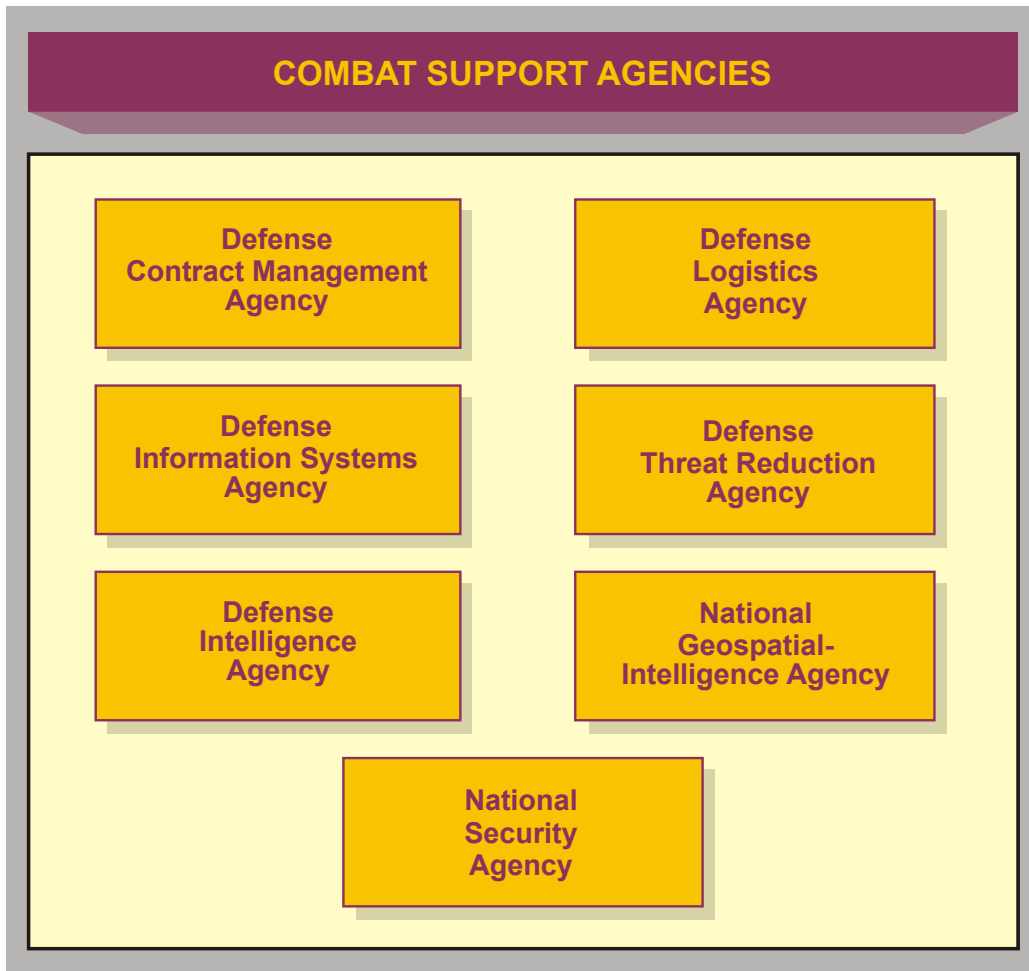 COMBAT SUPPORT AGENCIES
Defense
Contract Management
Agency
Defense
Logistics
Agency
Defense
Information Systems
Agency
Defense
Threat Reduction
Agency
Defense
Intelligence
Agency
National
Geospatial-
Intelligence Agency
National
Security
Agency